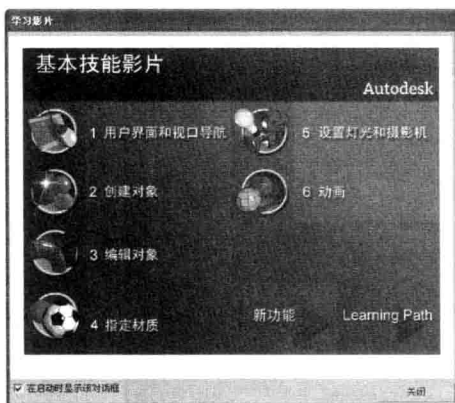 学习影片
基本技能影片
Autodesk
1 用户界面和视口导航
2 创建对象
3 编辑对象
4 指定材质
5 设置灯光和摄影机
6 动画
新功能
Learning Path
在启动时显示该对话框
关闭